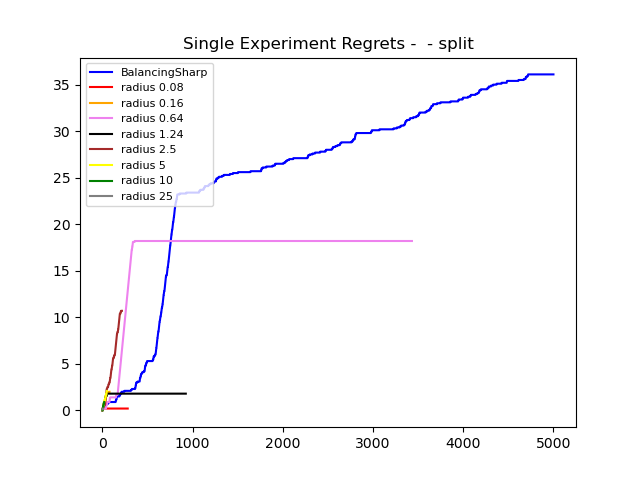 Single Experiment Regrets -  - split
BalancingSharp
radius 0.08
radius 0.16
radius 0.64
radius 1.24
radius 2.5
radius 5
radius 10
radius 25
35
30
25
20
15
10
5
0
0 1000 2000 3000 4000 5000